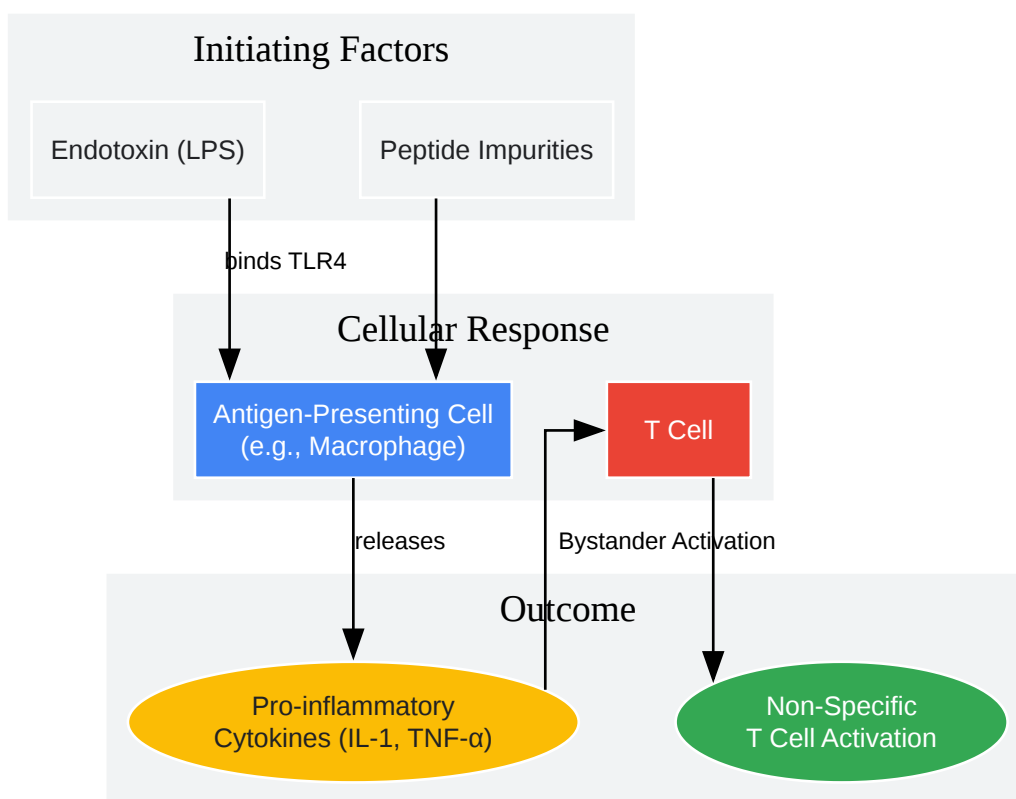 Initiating Factors
Endotoxin (LPS)
Peptide Impurities
binds TLR4
Cellular Response
Antigen-Presenting Cell
(e.g., Macrophage)
T Cell
releases
Bystander Activation
Outcome
Pro-inflammatory
Cytokines (IL-1, TNF-α)
Non-Specific
T Cell Activation